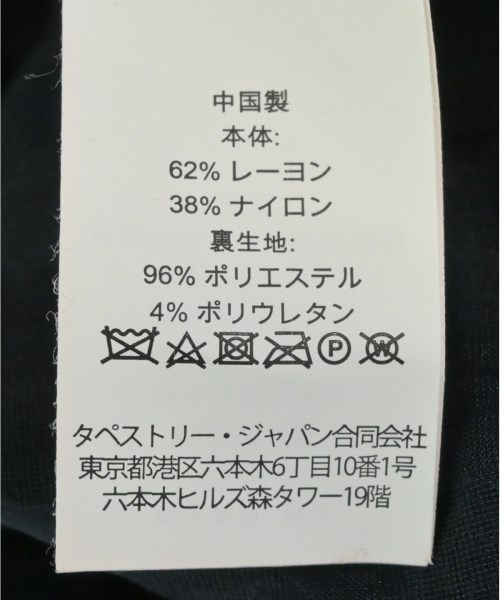 中国製
本体:
62% レーヨン
38% ナイロン
裏生地:
96% ポリエステル
4% ポリウレタン
P W
タペストリー・ジャパン合同会社
東京都港区六本木6丁目10番1号
六本木ヒルズ森タワー19階